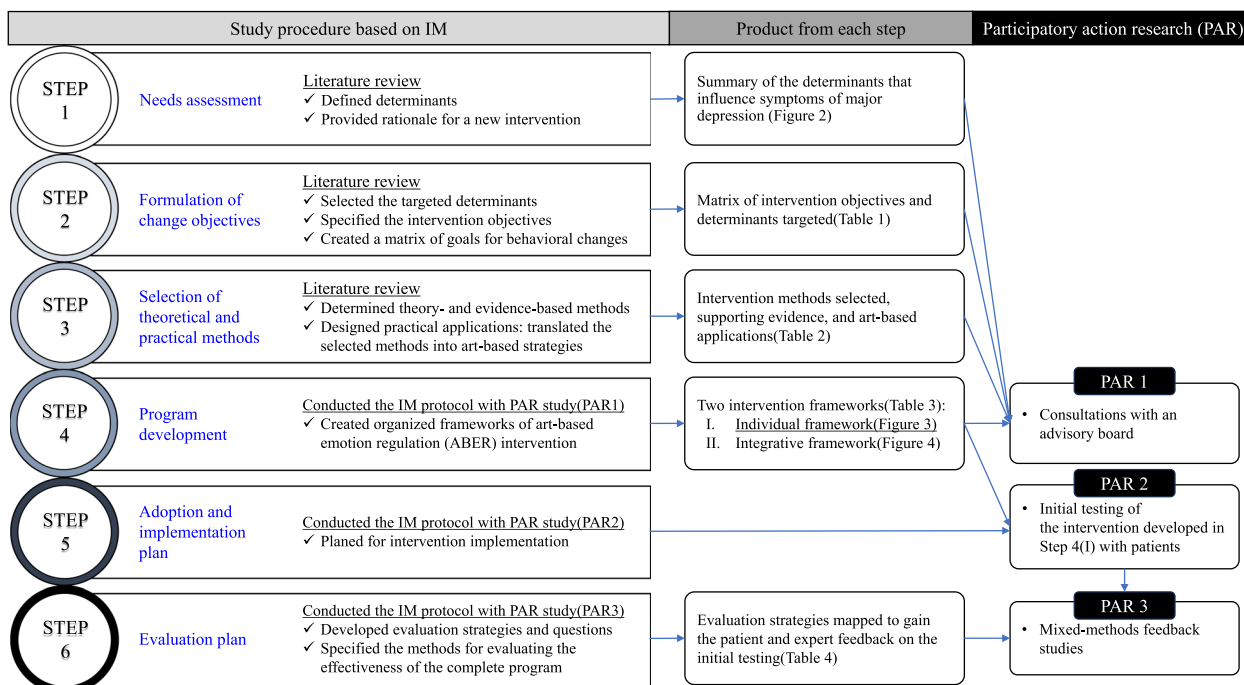 Study procedure based on IM
Product from each step
Participatory action research (PAR)
STEP
1
Needs assessment
Literature review
✓ Defined determinants
✓ Provided rationale for a new intervention
Summary of the determinants that
influence symptoms of major
depression (Figure 2)
STEP
2
Formulation of
change objectives
Literature review
✓ Selected the targeted determinants
✓ Specified the intervention objectives
✓ Created a matrix of goals for behavioral changes
Matrix of intervention objectives and
determinants targeted(Table 1)
STEP
3
Selection of
theoretical and
practical methods
Literature review
✓ Determined theory- and evidence-based methods
✓ Designed practical applications: translated the
selected methods into art-based strategies
Intervention methods selected,
supporting evidence, and art-based
applications(Table 2)
STEP
4
Program
development
Conducted the IM protocol with PAR study(PAR1)
✓ Created organized frameworks of art-based
emotion regulation (ABER) intervention
Two intervention frameworks(Table 3):
I. Individual framework(Figure 3)
II. Integrative framework(Figure 4)
PAR 1
• Consultations with an
advisory board
STEP
5
Adoption and
implementation
plan
Conducted the IM protocol with PAR study(PAR2)
✓ Planed for intervention implementation
PAR 2
• Initial testing of
the intervention developed in
Step 4(I) with patients
STEP
6
Evaluation plan
Conducted the IM protocol with PAR study(PAR3)
✓ Developed evaluation strategies and questions
✓ Specified the methods for evaluating the
effectiveness of the complete program
Evaluation strategies mapped to gain
the patient and expert feedback on the
initial testing(Table 4)
PAR 3
• Mixed-methods feedback
studies